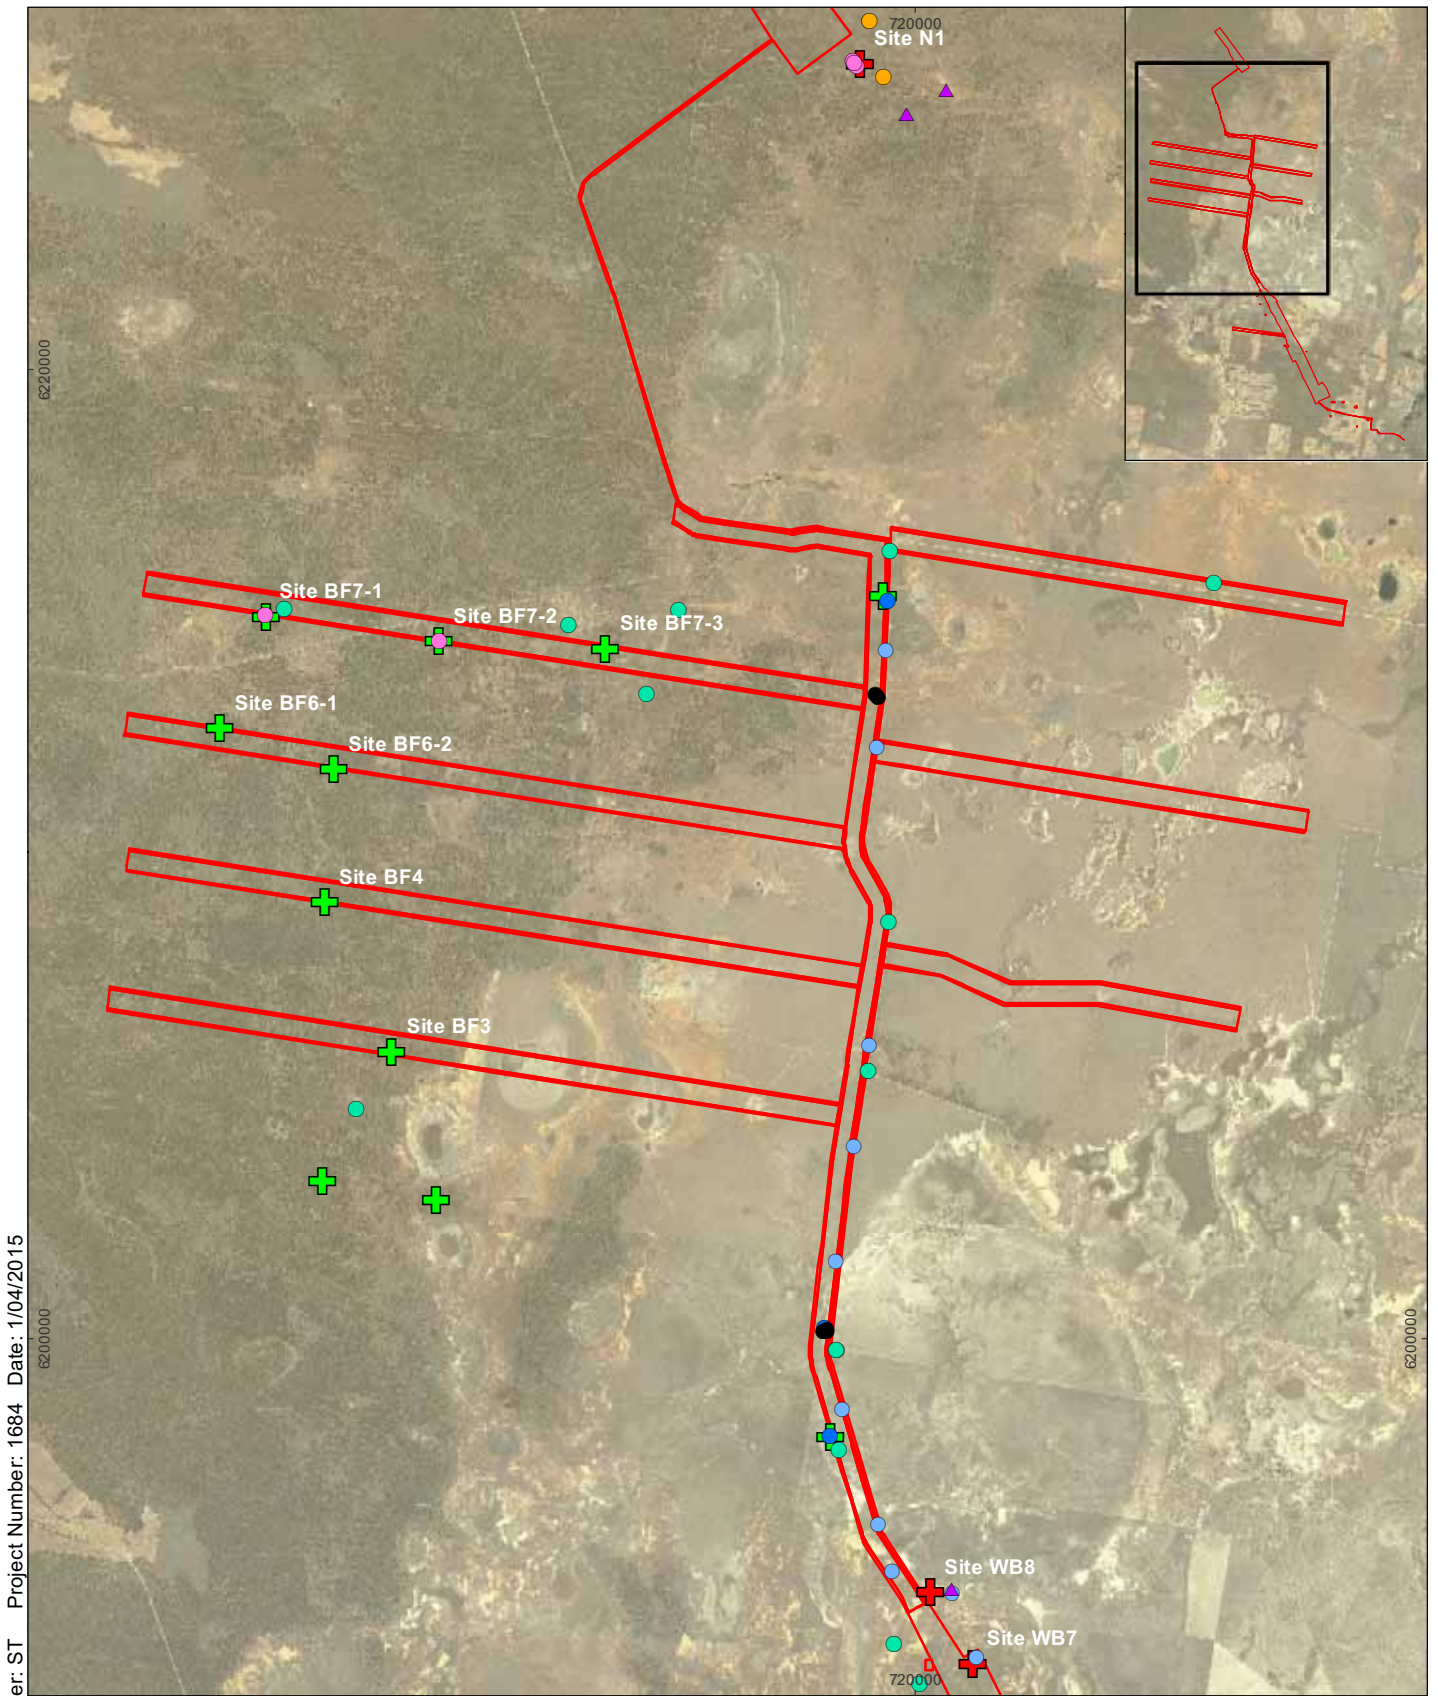 720000
Site N1
6220000
Site BF7-1
Site BF7-2
Site BF7-3
Site BF6-1
Site BF6-2
Site BF4
Site BF3
6200000
6200000
Site WB8
Site WB7
720000
er: ST Project Number: 1684 Date: 1/04/2015